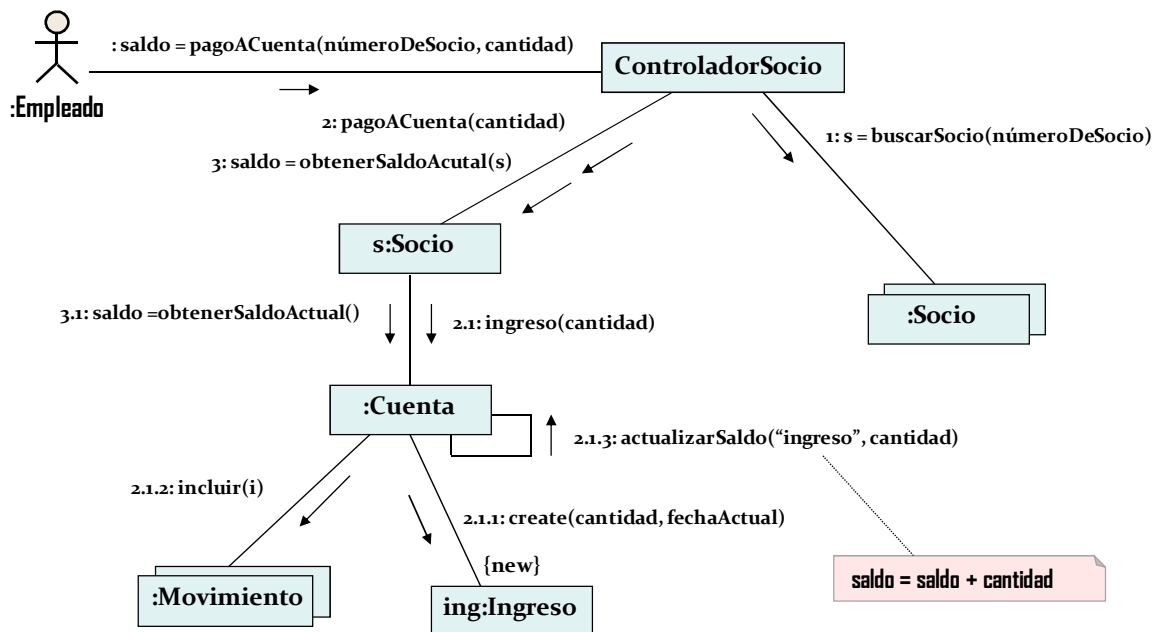 : saldo = pagoACuenta(númeroDeSocio, cantidad)
ControladorSocio
:Empleado
2: pagoACuenta(cantidad)
1: s = buscarSocio(númeroDeSocio)
3: saldo = obtenerSaldoAcutal(s)
s:Socio
:Socio
3.1: saldo =obtenerSaldoActual()
2.1: ingreso(cantidad)
:Cuenta
2.1.3: actualizarSaldo(“ingreso”, cantidad)
2.1.2: incluir(i)
2.1.1: create(cantidad, fechaActual)
{new}
saldo = saldo + cantidad
:Movimiento
ing:Ingreso